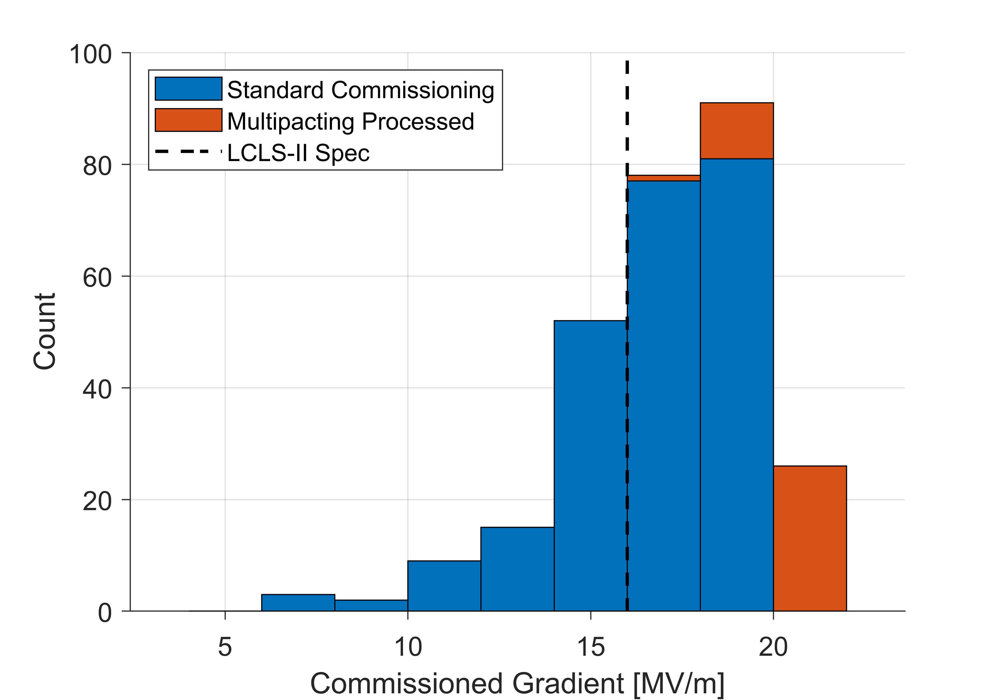 100
80
60
40
20
0
Count
Standard Commissioning
Multipacting Processed
LCLS-II Spec
5 10 15 20
Commissioned Gradient [MV/m]